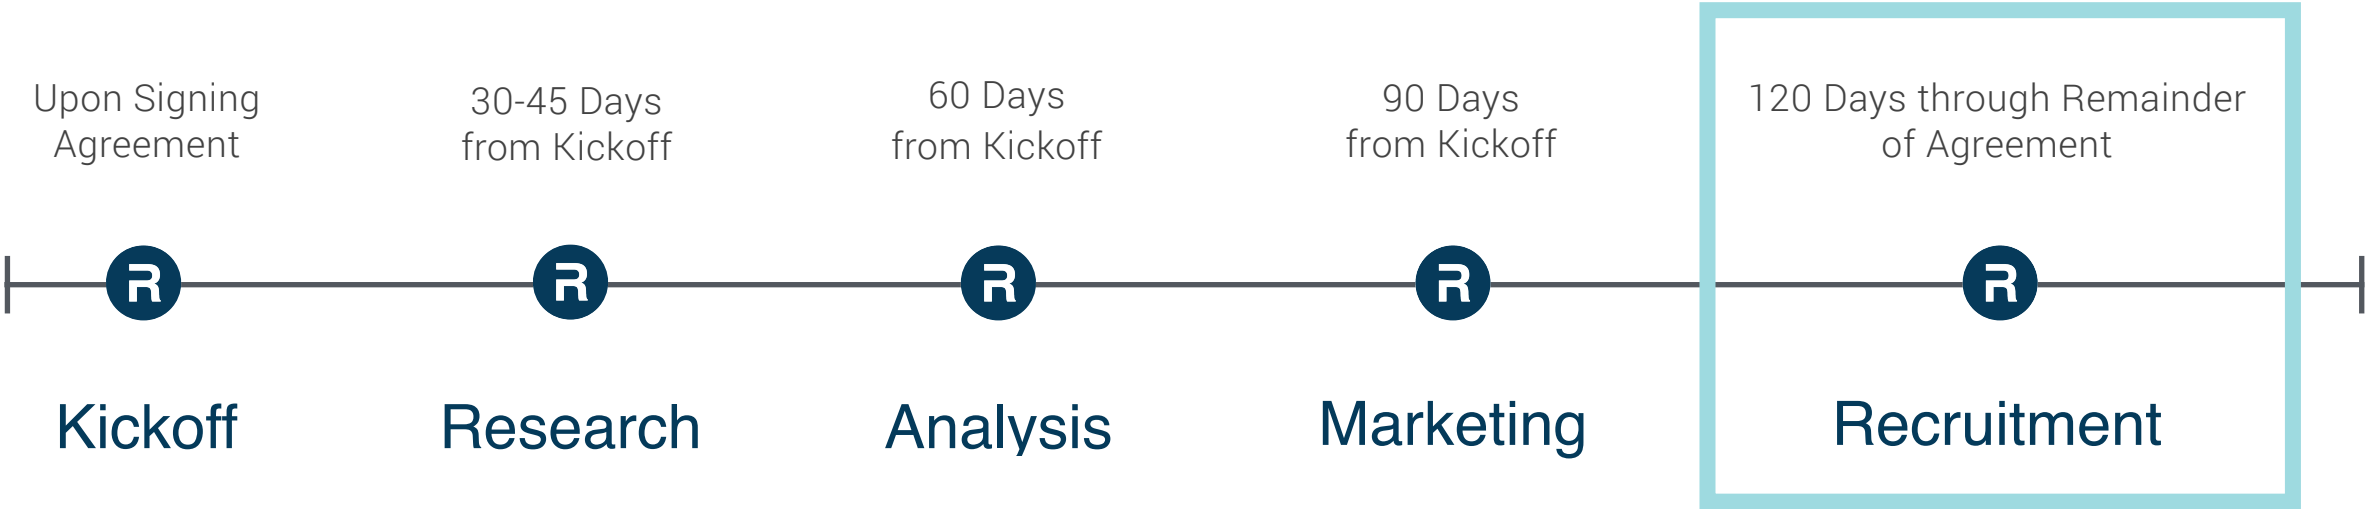 Upon Signing
Agreement
30-45 Days
from Kickoff
60 Days
from Kickoff
90 Days
from Kickoff
120 Days through Remainder
of Agreement
R
R
R
R
R
Kickoff
Research
Analysis
Marketing
Recruitment